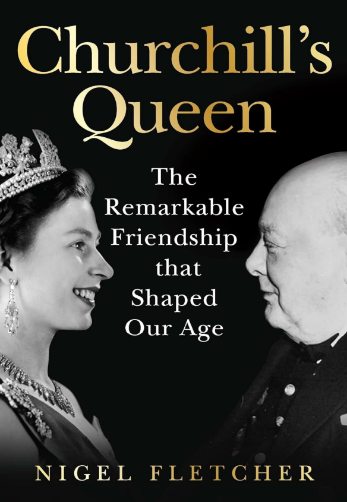 Churchill's
Queen
The
Remarkable
Friendship
that
Shaped
Our Age
NIGEL FLETCHER